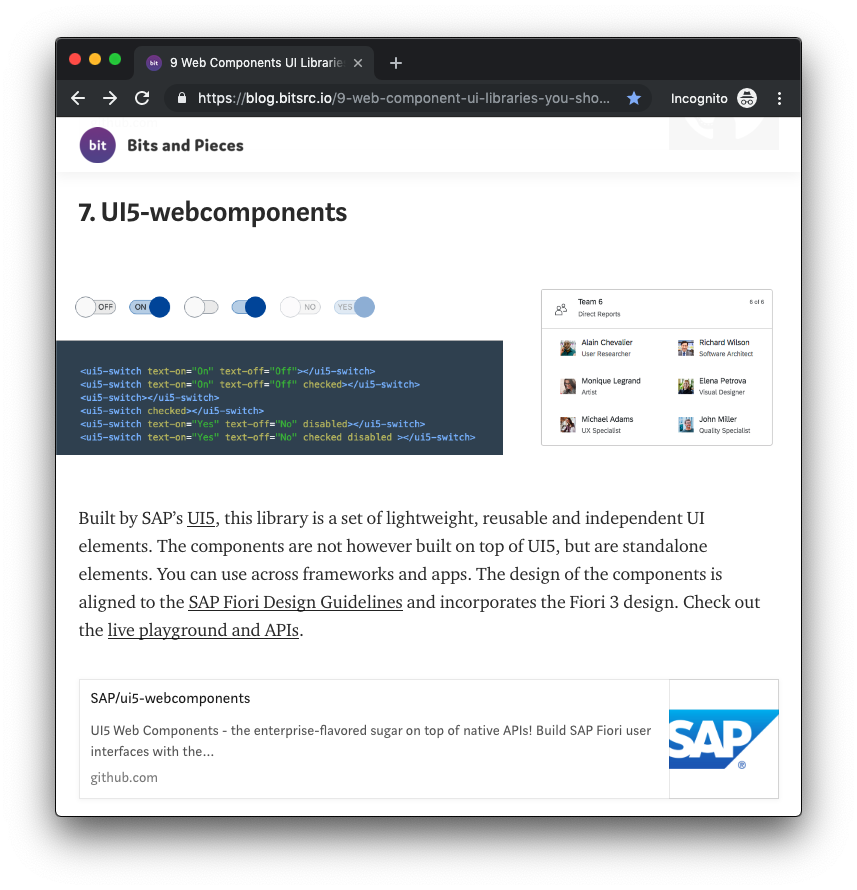 bit
9 Web Components UI Librarie
https://blog.bitsrc.io/9-web-component-ui-libraries-you-sho...
Incognito
bit
Bits and Pieces
7. UI5-webcomponents
OFF
ON
NO
YES
<ui5-switch text-on="On" text-off="Off"></ui5-switch>
<ui5-switch text-on="On" text-off="Off" checked></ui5-switch>
<ui5-switch></ui5-switch>
<ui5-switch checked></ui5-switch>
<ui5-switch text-on="Yes" text-off="No" disabled></ui5-switch>
<ui5-switch text-on="Yes" text-off="No" checked disabled ></ui5-switch>
Team 6
6 of 6
Direct Reports
Alain Chevalier
User Researcher
Richard Wilson
Software Architect
Monique Legrand
Artist
Elena Petrova
Visual Designer
Michael Adams
UX Specialist
John Miller
Quality Specialist
Built by SAP’s UI5, this library is a set of lightweight, reusable and independent UI
elements. The components are not however built on top of UI5, but are standalone
elements. You can use across frameworks and apps. The design of the components is
aligned to the SAP Fiori Design Guidelines and incorporates the Fiori 3 design. Check out
the live playground and APIs.
SAP/ui5-webcomponents
UI5 Web Components - the enterprise-flavored sugar on top of native APIs! Build SAP Fiori user
interfaces with the...
github.com
SAP
®